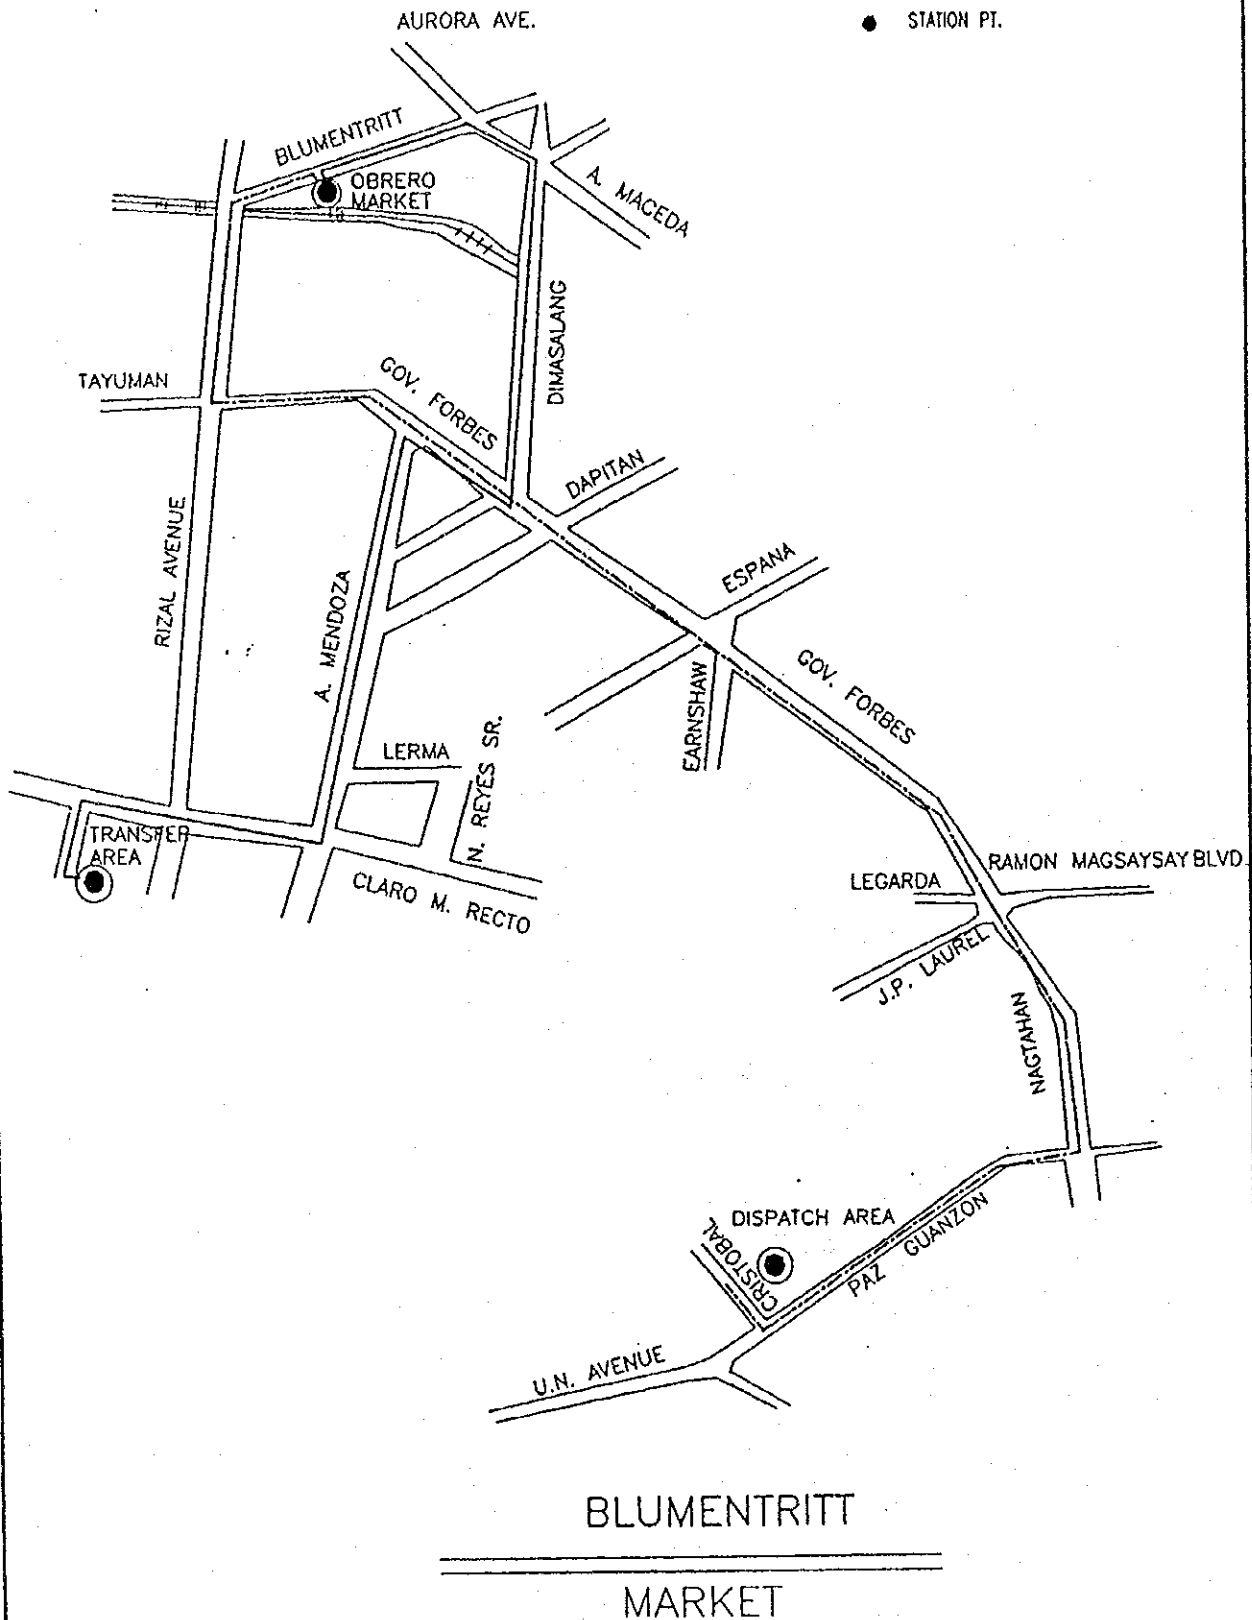 AURORA AVE.
STATION PT.
BLUMENTRITT
OBRERO
MARKET
A. MACEDA
DIMASALANG
TAYUMAN
GOV. FORBES
DAPITAN
RIZAL AVENUE
A. MENDOZA
ESPANA
GOV. FORBES
EARNSHAW
LERMA
N. REYES SR.
TRANSFER
AREA
CLARO M. RECTO
LEGARDA
RAMON MAGSAYSAY BLVD.
J.P. LAUREL
NAGTAHAN
DISPATCH AREA
CRISTOBAL
PAZ GUANZON
U.N. AVENUE
BLUMENTRITT
MARKET